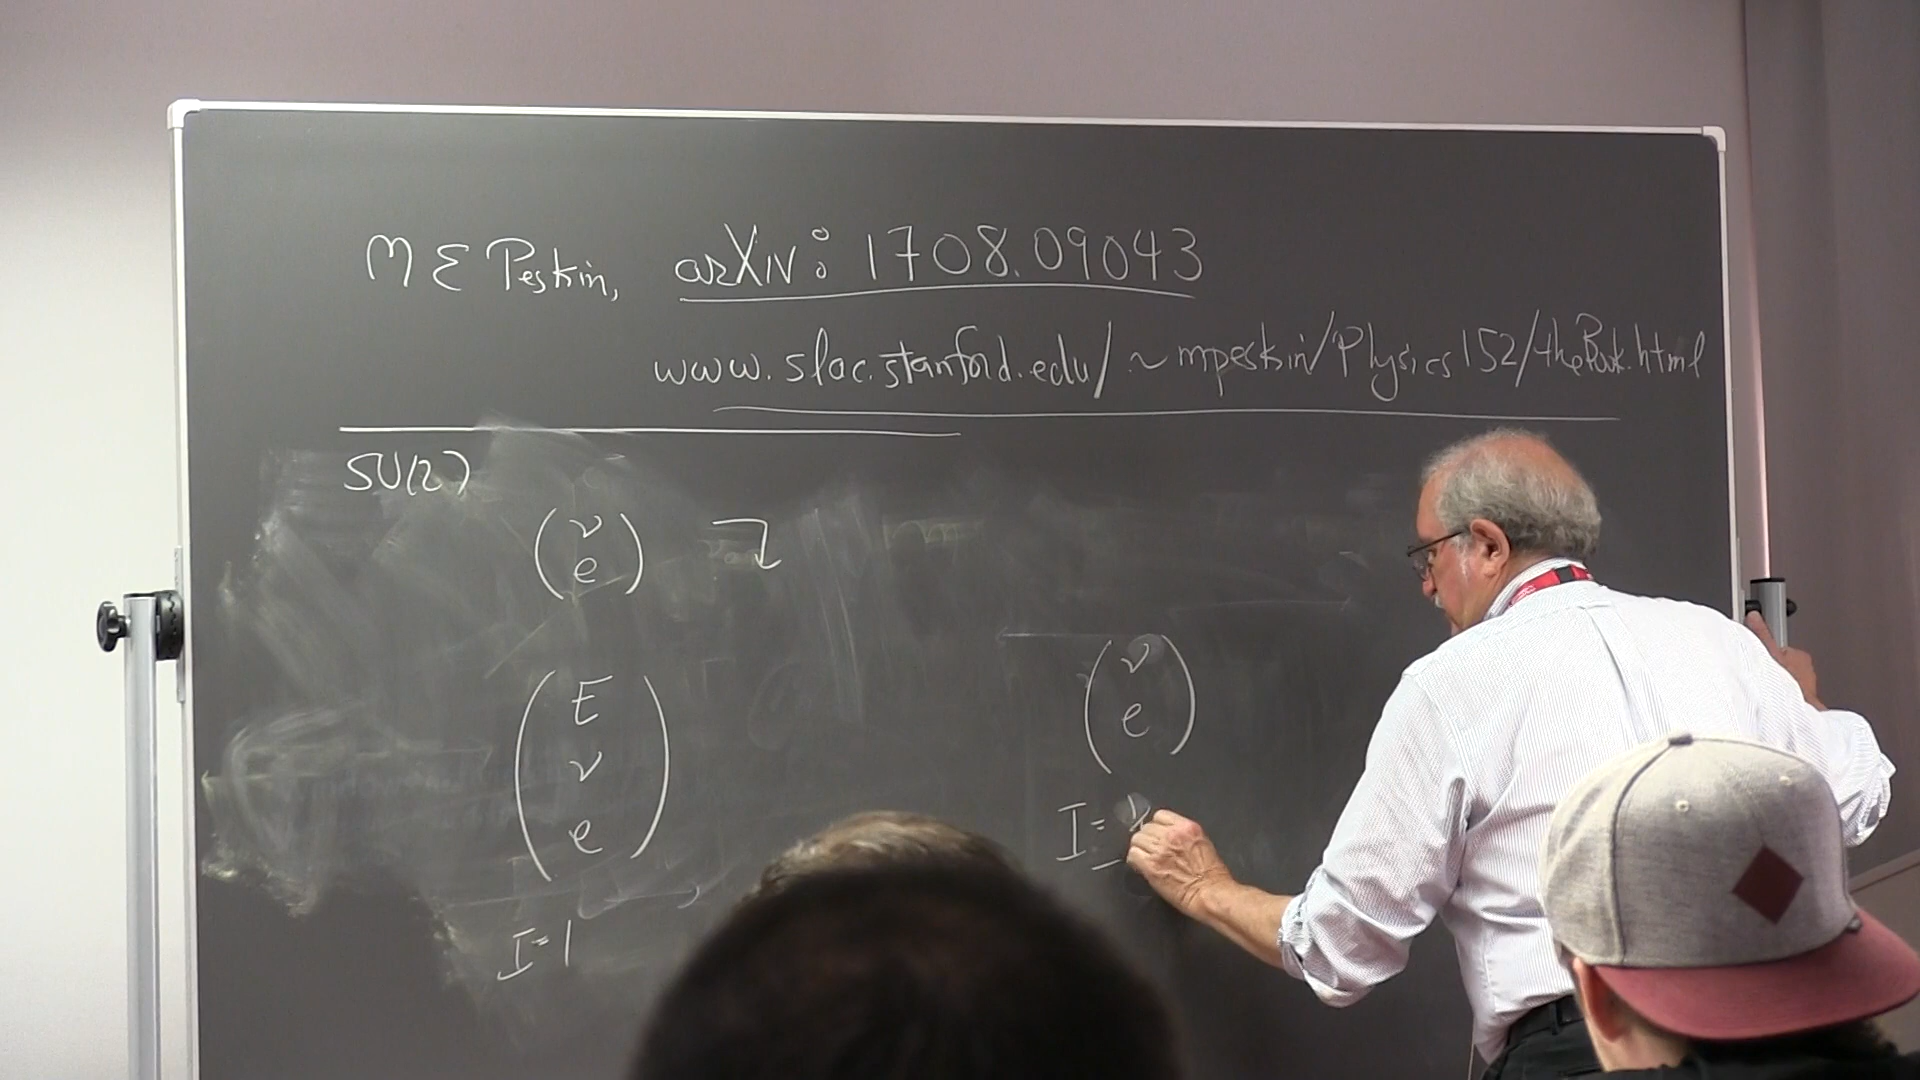 M E Peskin, arXiv: 1708.09043
www.slac.stanford.edu/~mpeskin/Physics152/theBook.html
SU(2)
(ν
e)
(E
ν
e)
(ν
e)
I=
I=1